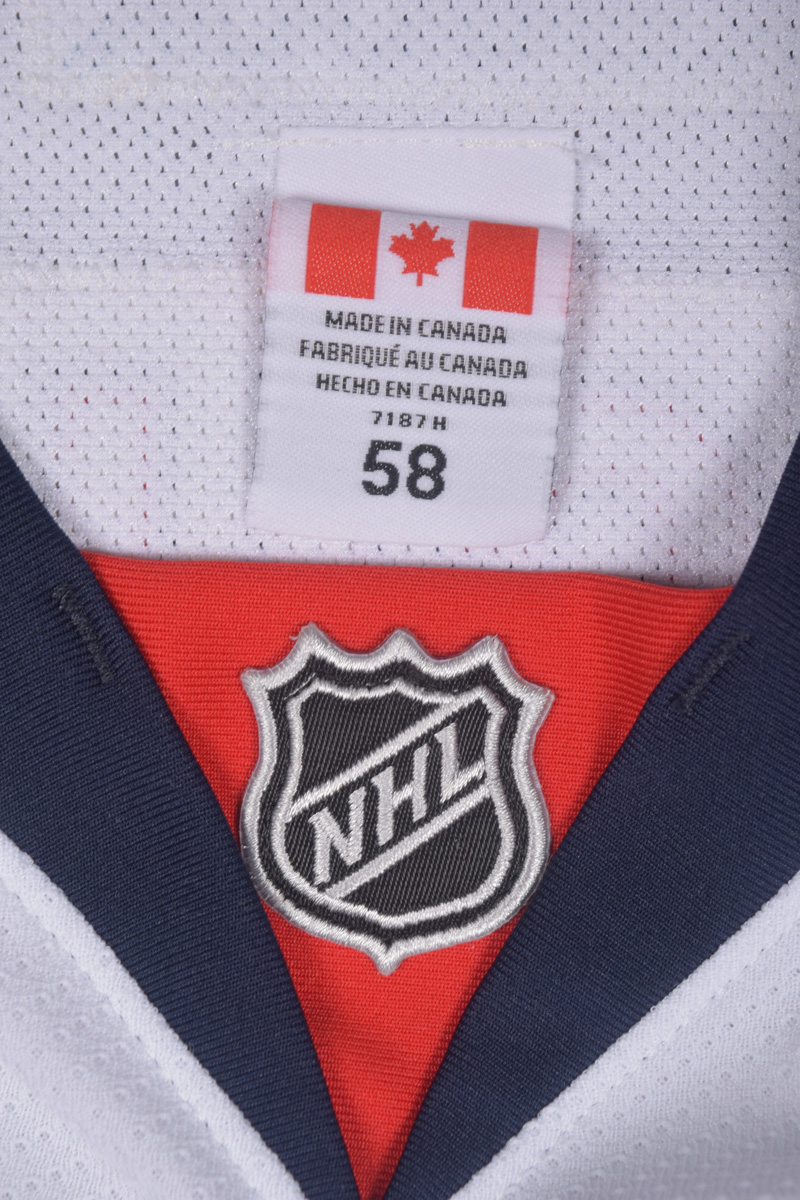 MADE IN CANADA
FABRIQUÉ AU CANADA
HECHO EN CANADA
7187 H
58
NHL